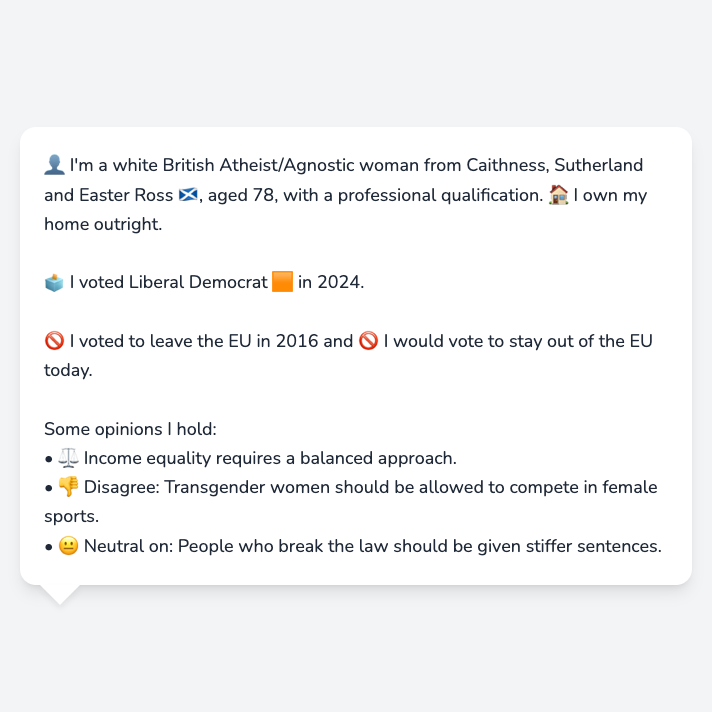 👤 I'm a white British Atheist/Agnostic woman from Caithness, Sutherland
and Easter Ross 🏴󠁧󠁢󠁳󠁣󠁴󠁿, aged 78, with a professional qualification. 🏠 I own my
home outright.
🗳️ I voted Liberal Democrat 🟧 in 2024.
🚫 I voted to leave the EU in 2016 and 🚫 I would vote to stay out of the EU
today.
Some opinions I hold:
• ⚖️ Income equality requires a balanced approach.
• 👎 Disagree: Transgender women should be allowed to compete in female
sports.
• 😐 Neutral on: People who break the law should be given stiffer sentences.